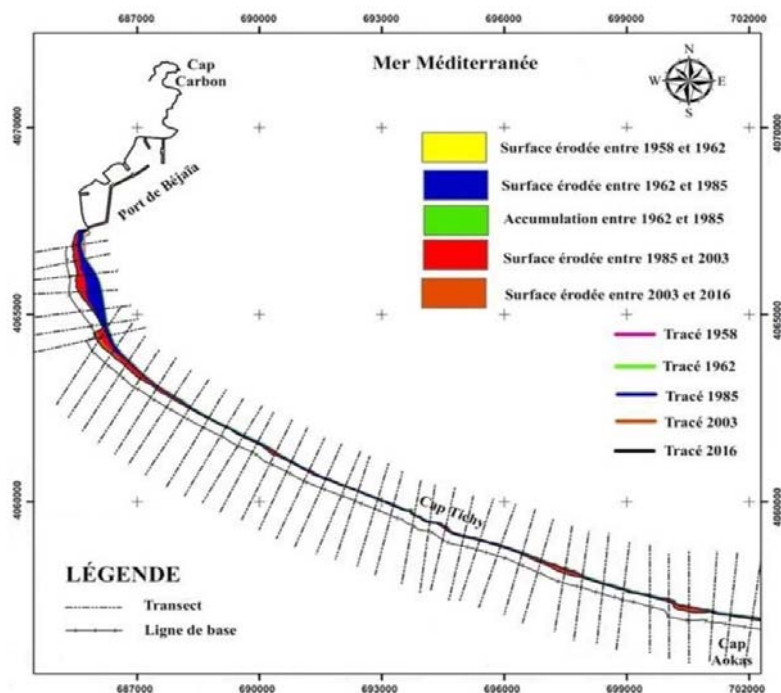 687000 690000 693000 696000 699000 702000
Cap
Carbon
Mer Méditerranée
N
W E
S
4070000 4070000
Port de Béjaïa
Surface érodée entre 1958 et 1962
Surface érodée entre 1962 et 1985
Accumulation entre 1962 et 1985
Surface érodée entre 1985 et 2003
Surface érodée entre 2003 et 2016
4065000 4065000
Tracé 1958
Tracé 1962
Tracé 1985
Tracé 2003
Tracé 2016
4060000 4060000
Cap Tichy
LÉGENDE
Transect
Ligne de base
Cap
Aokas
687000 690000 693000 696000 699000 702000